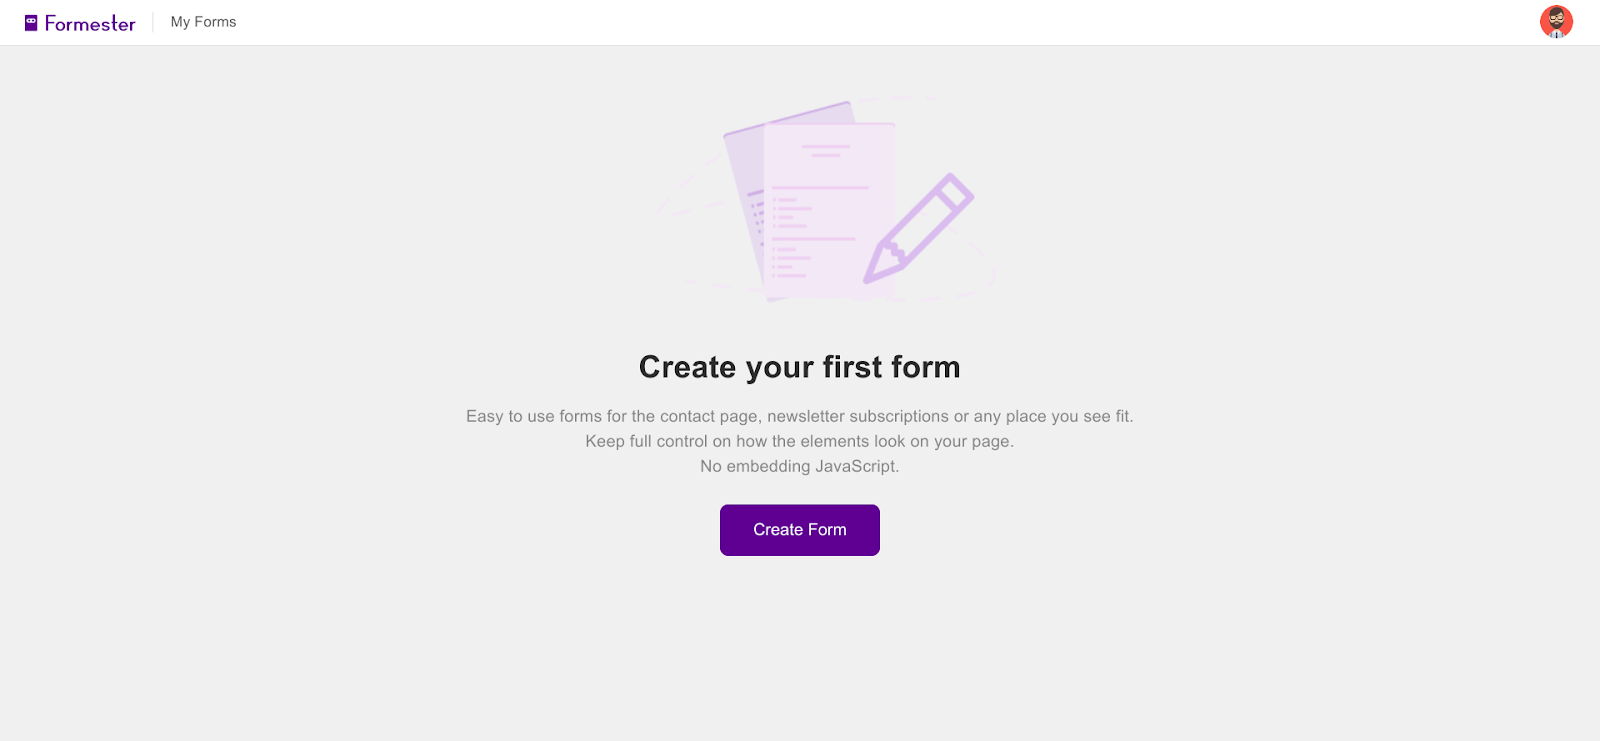 Formester
My Forms
Create your first form
Easy to use forms for the contact page, newsletter subscriptions or any place you see fit.
Keep full control on how the elements look on your page.
No embedding JavaScript.
Create Form